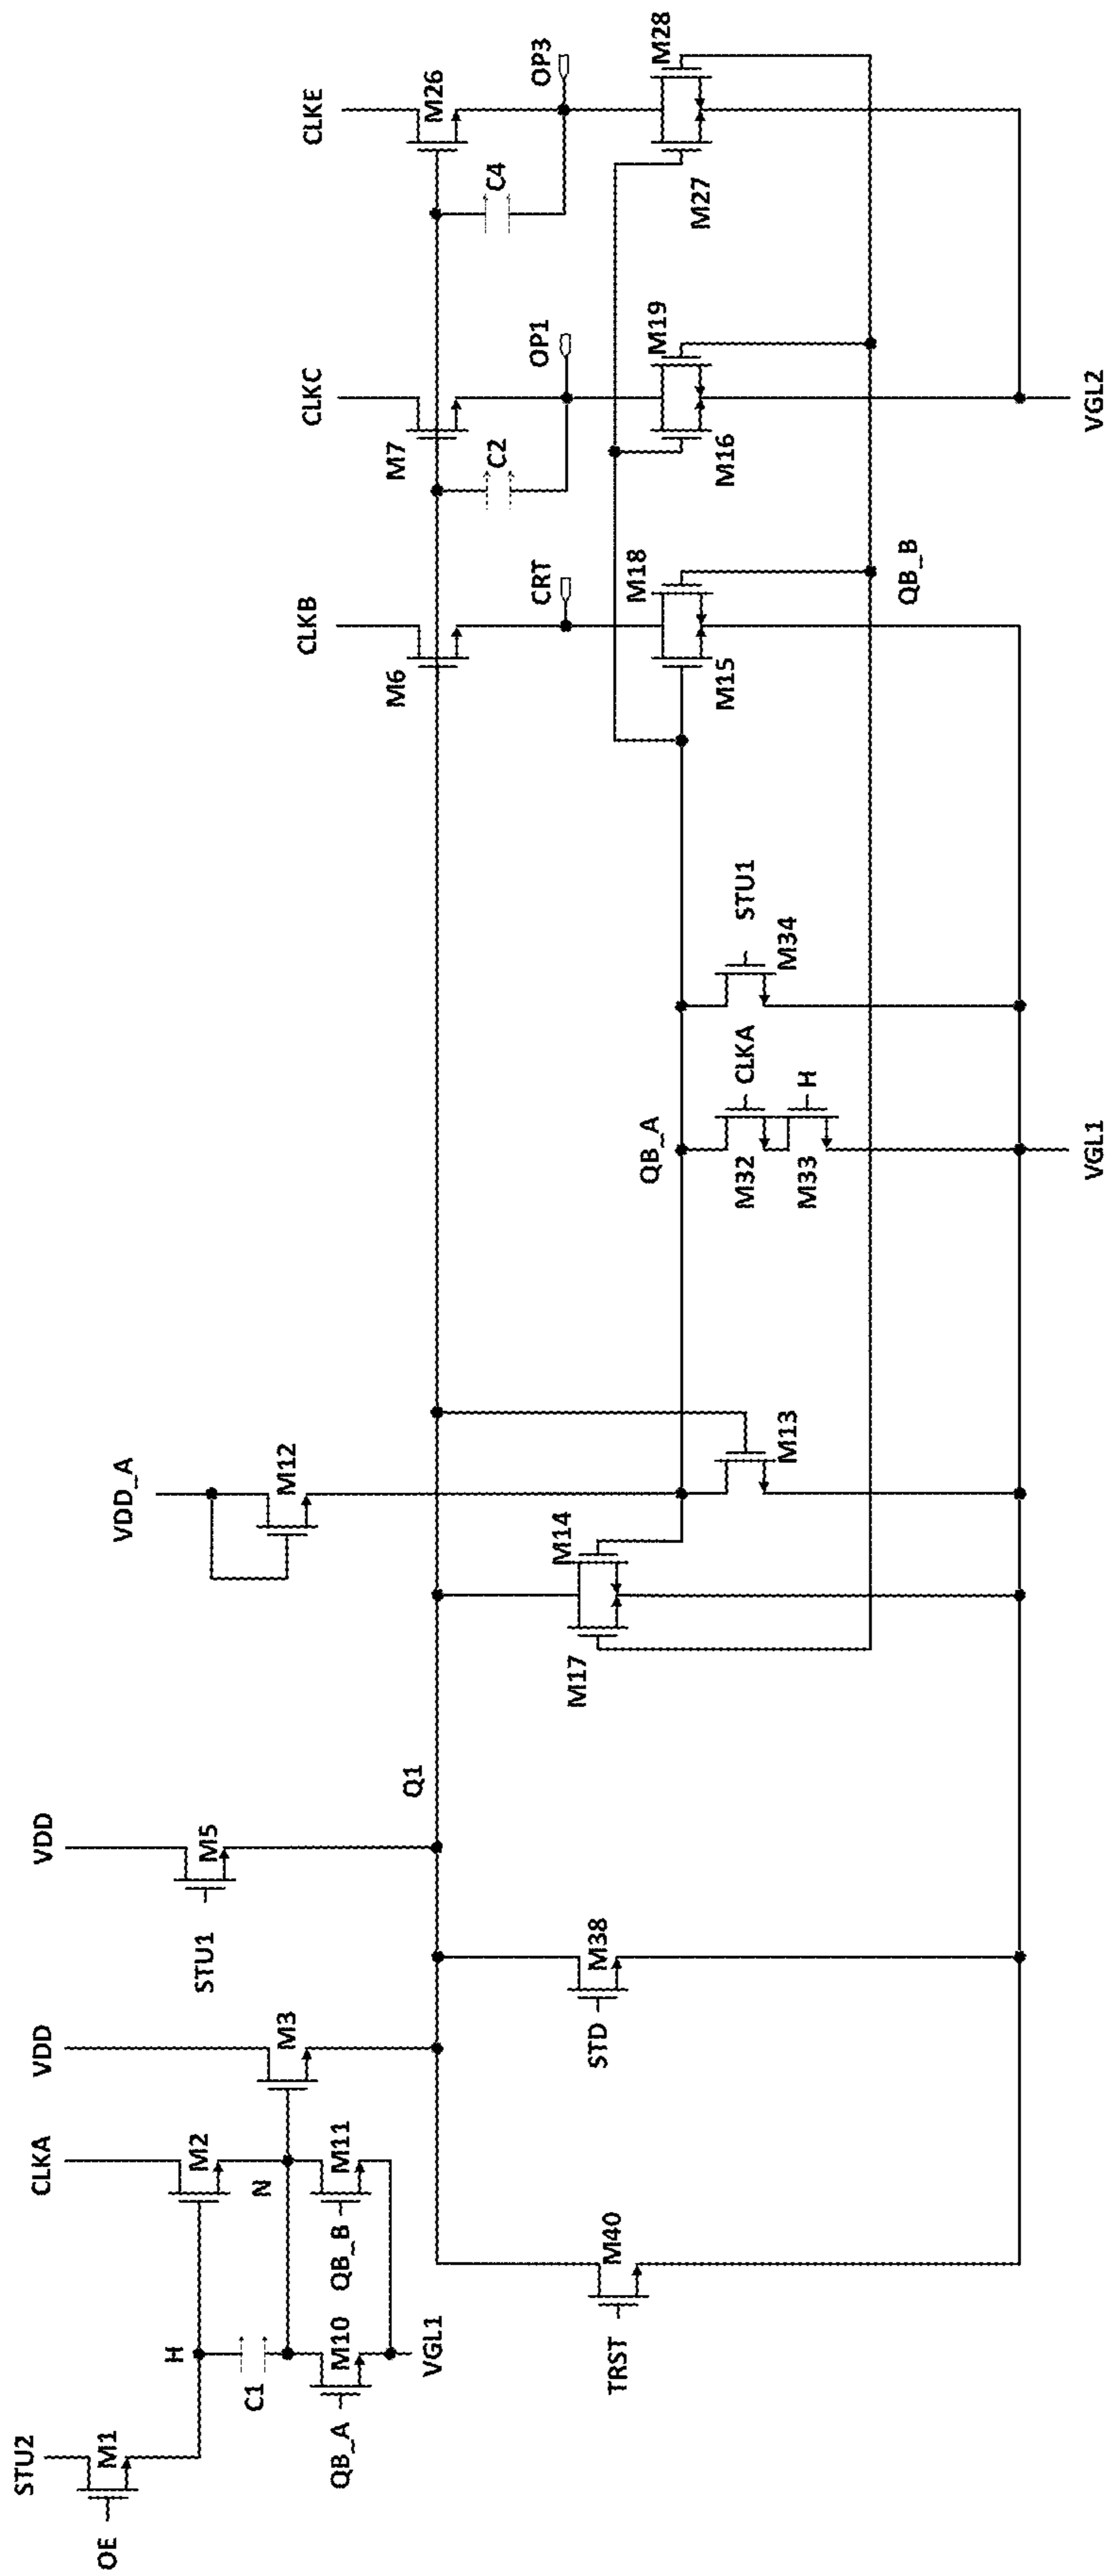 STU2
OE
M1
H
C1
CLKA
M2
N
VDD
M3
QB_A
M10
QB_B
M11
VGL1
STU1
VDD
M5
TRST
M40
STD
M38
Q1
VDD_A
M12
M17
M14
M13
QB_A
M32
CLKA
M33
H
STU1
M34
VGL1
CLKB
M6
CRT
M15
M18
QB_B
CLKC
M7
C2
OP1
M16
M19
VGL2
CLKE
M26
C4
OP3
M27
M28